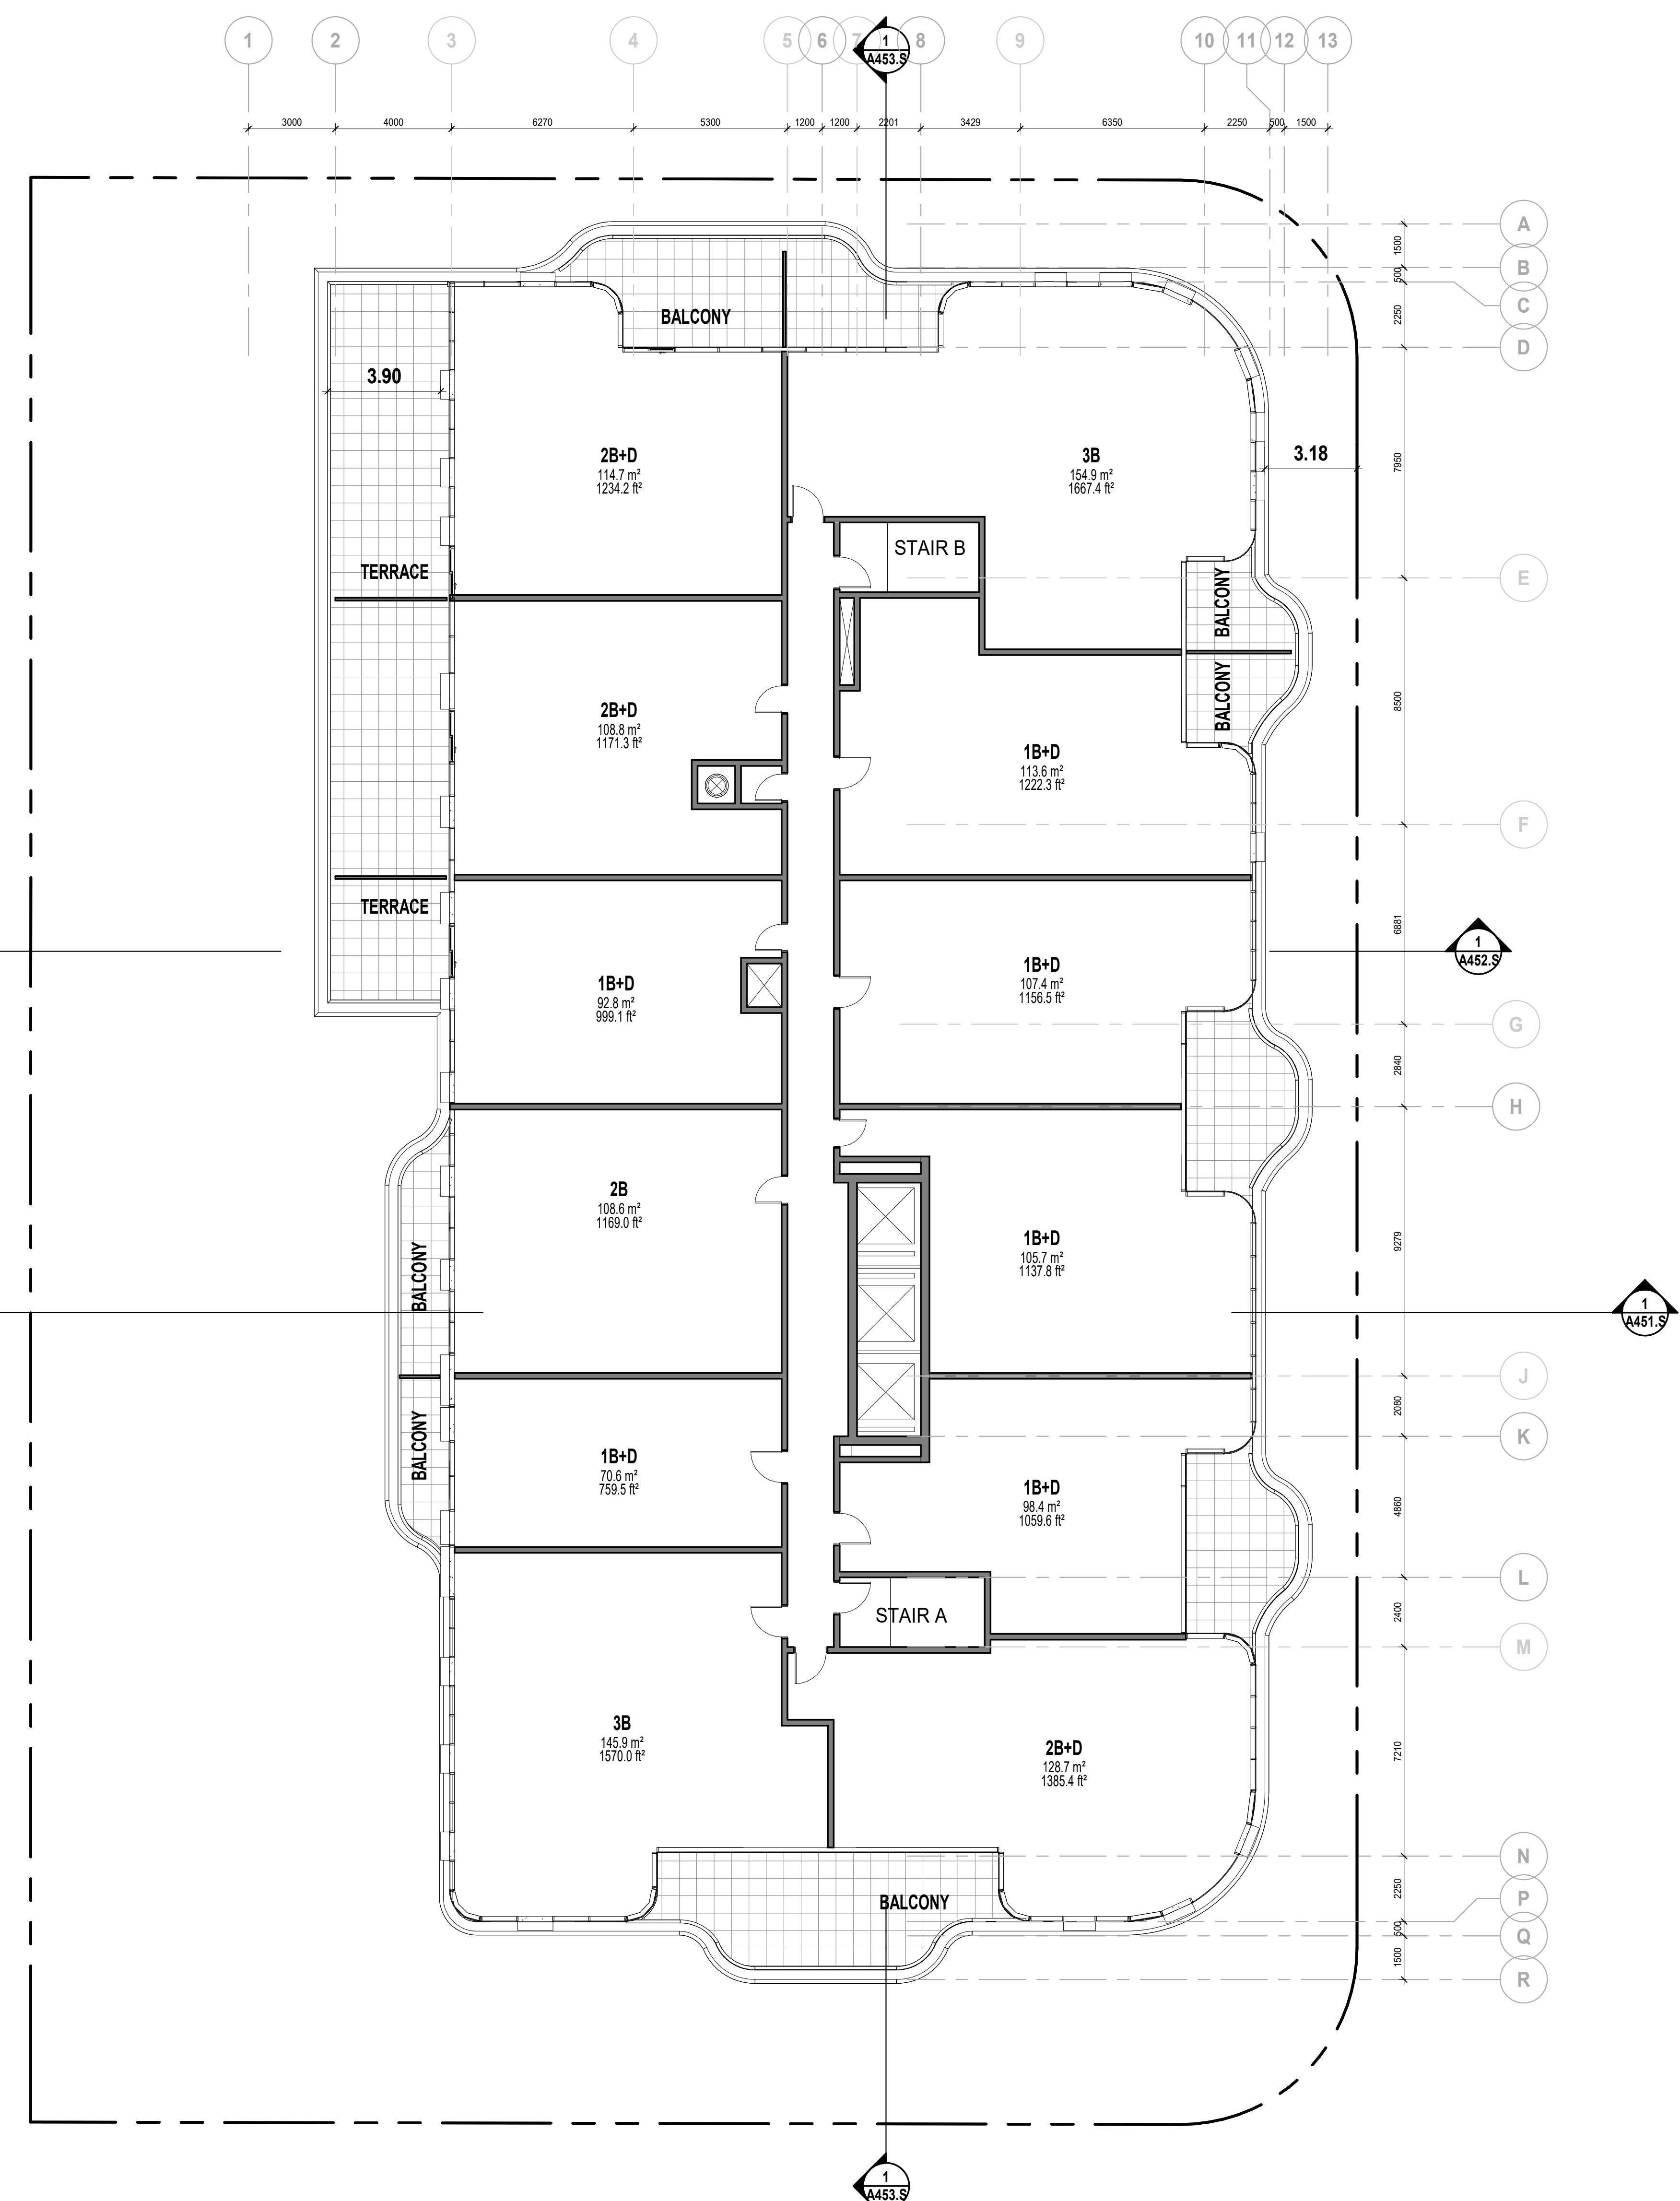 1 2 3 4 5 6 7 8 9 10 11 12 13
1
A453.S
3000 4000 6270 5300 1200 1200 2201 3429 6350 2250 500 1500
A
1500
B
500
C
2250
D
BALCONY
3.90
3.18
2B+D
114.7 m²
1234.2 ft²
3B
154.9 m²
1667.4 ft²
7950
STAIR B
TERRACE
E
BALCONY
BALCONY
2B+D
108.8 m²
1171.3 ft²
8500
1B+D
113.6 m²
1222.3 ft²
F
TERRACE
6881
1
A452.S
1B+D
92.8 m²
999.1 ft²
1B+D
107.4 m²
1156.5 ft²
G
2840
H
2B
108.6 m²
1169.0 ft²
BALCONY
1B+D
105.7 m²
1137.8 ft²
9279
1
A451.S
J
2080
K
BALCONY
1B+D
70.6 m²
759.5 ft²
1B+D
98.4 m²
1059.6 ft²
4860
L
STAIR A
2400
M
3B
145.9 m²
1570.0 ft²
2B+D
128.7 m²
1385.4 ft²
7210
N
BALCONY
2250
P
500
Q
1500
R
1
A453.S